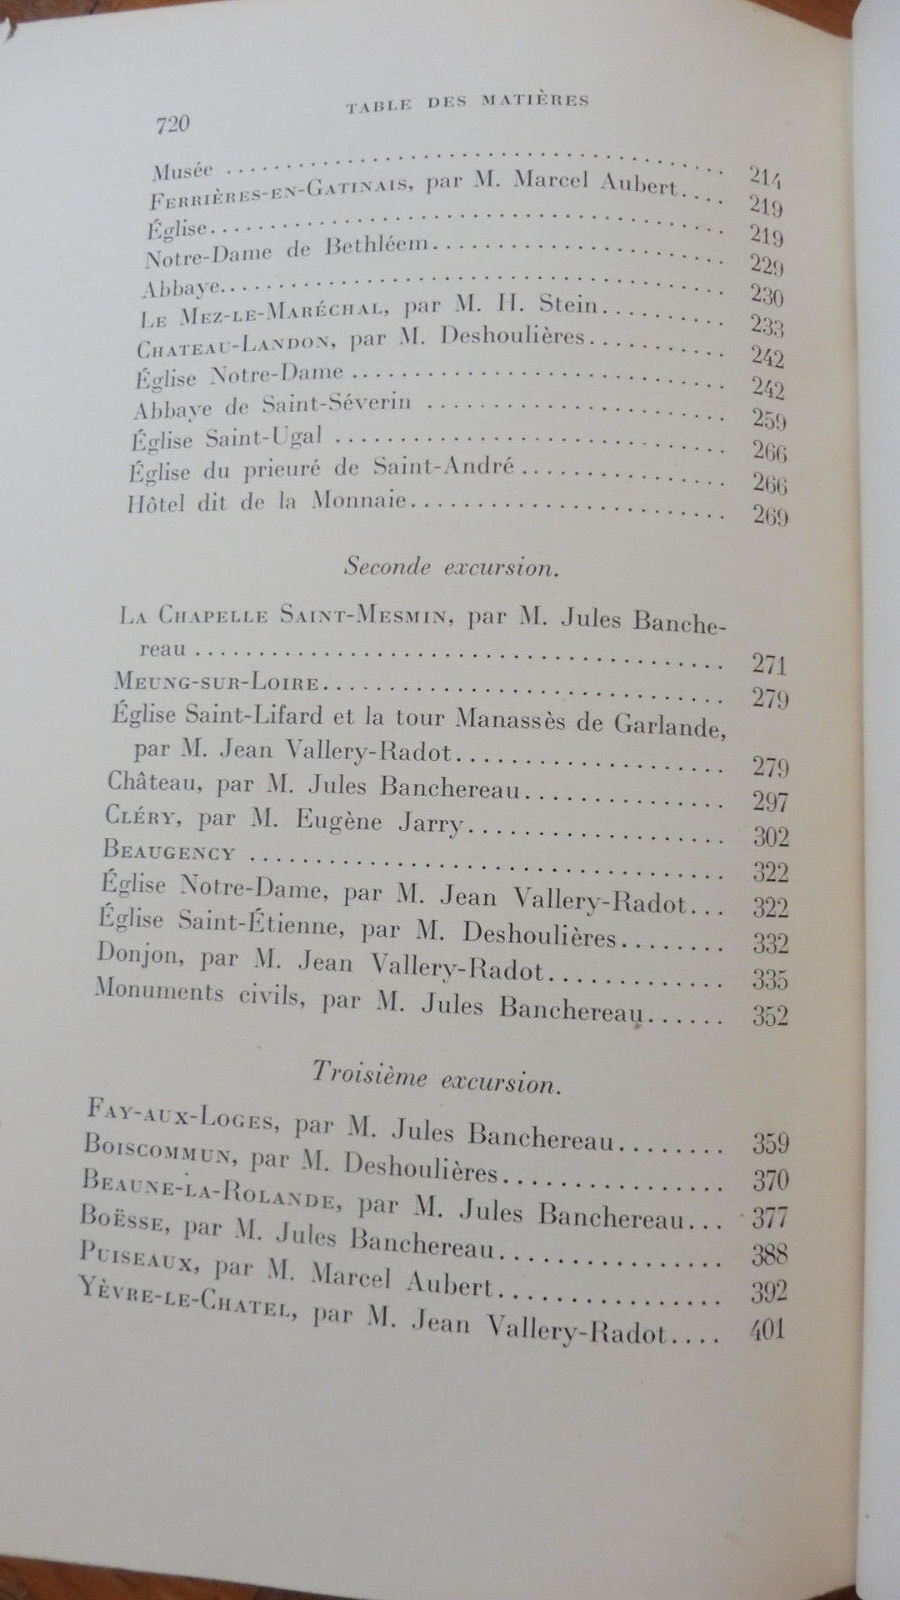 720
TABLE DES MATIÈRES
Musée ........................................ 214
FERRIÈRES-EN-GATINAIS, par M. Marcel Aubert.... 219
Église........................................ 219
Notre-Dame de Bethléem........................ 229
Abbaye........................................ 230
LE MEZ-LE-MARÉCHAL, par M. H. Stein.......... 233
CHATEAU-LANDON, par M. Deshoulières........... 242
Église Notre-Dame ............................ 242
Abbaye de Saint-Séverin ...................... 259
Église Saint-Ugal ............................ 266
Église du prieuré de Saint-André .............. 266
Hôtel dit de la Monnaie....................... 269
Seconde excursion.
LA CHAPELLE SAINT-MESMIN, par M. Jules Banche-
reau ......................................... 271
MEUNG-SUR-LOIRE............................... 279
Église Saint-Lifard et la tour Manassès de Garlande,
par M. Jean Vallery-Radot.................... 279
Château, par M. Jules Banchereau............... 297
CLÉRY, par M. Eugène Jarry.................... 302
BEAUGENCY .................................... 322
Église Notre-Dame, par M. Jean Vallery-Radot... 322
Église Saint-Étienne, par M. Deshoulières........ 332
Donjon, par M. Jean Vallery-Radot............. 335
Monuments civils, par M. Jules Banchereau...... 352
Troisième excursion.
FAY-AUX-LOGES, par M. Jules Banchereau........ 359
BOISCOMMUN, par M. Deshoulières................ 370
BEAUNE-LA-ROLANDE, par M. Jules Banchereau... 377
BOËSSE, par M. Jules Banchereau............... 388
PUISEAUX, par M. Marcel Aubert................ 392
YÈVRE-LE-CHATEL, par M. Jean Vallery-Radot.... 401